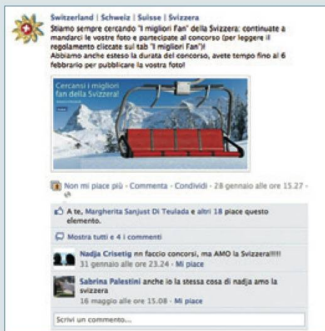 Switzerland | Schweiz | Suisse | Svizzera
Stiamo sempre cercando "I migliori Fan" della Svizzera: continuate a
mandarci le vostre foto e partecipate al concorso (per leggere il
regolamento cliccate sul tab "I migliori Fan")!
Abbiamo anche esteso la durata del concorso, avete tempo fino al 6
febbrario per pubblicare la vostra foto!
Cercansi i migliori
fan della Svizzera!
Non mi piace più - Commenta - Condividi - 28 gennaio alle ore 15.27 -
A te, Margherita Sanjust Di Teulada e altri 18 piace questo
elemento.
Mostra tutti e 4 i commenti
Nadja Crisetig nn faccio concorsi, ma AMO la Svizzera!!!!!
31 gennaio alle ore 23.24 - Mi piace
Sabrina Palestini anche io la stessa cosa di nadja amo la
svizzera
16 maggio alle ore 15.08 - Mi piace
Scrivi un commento...